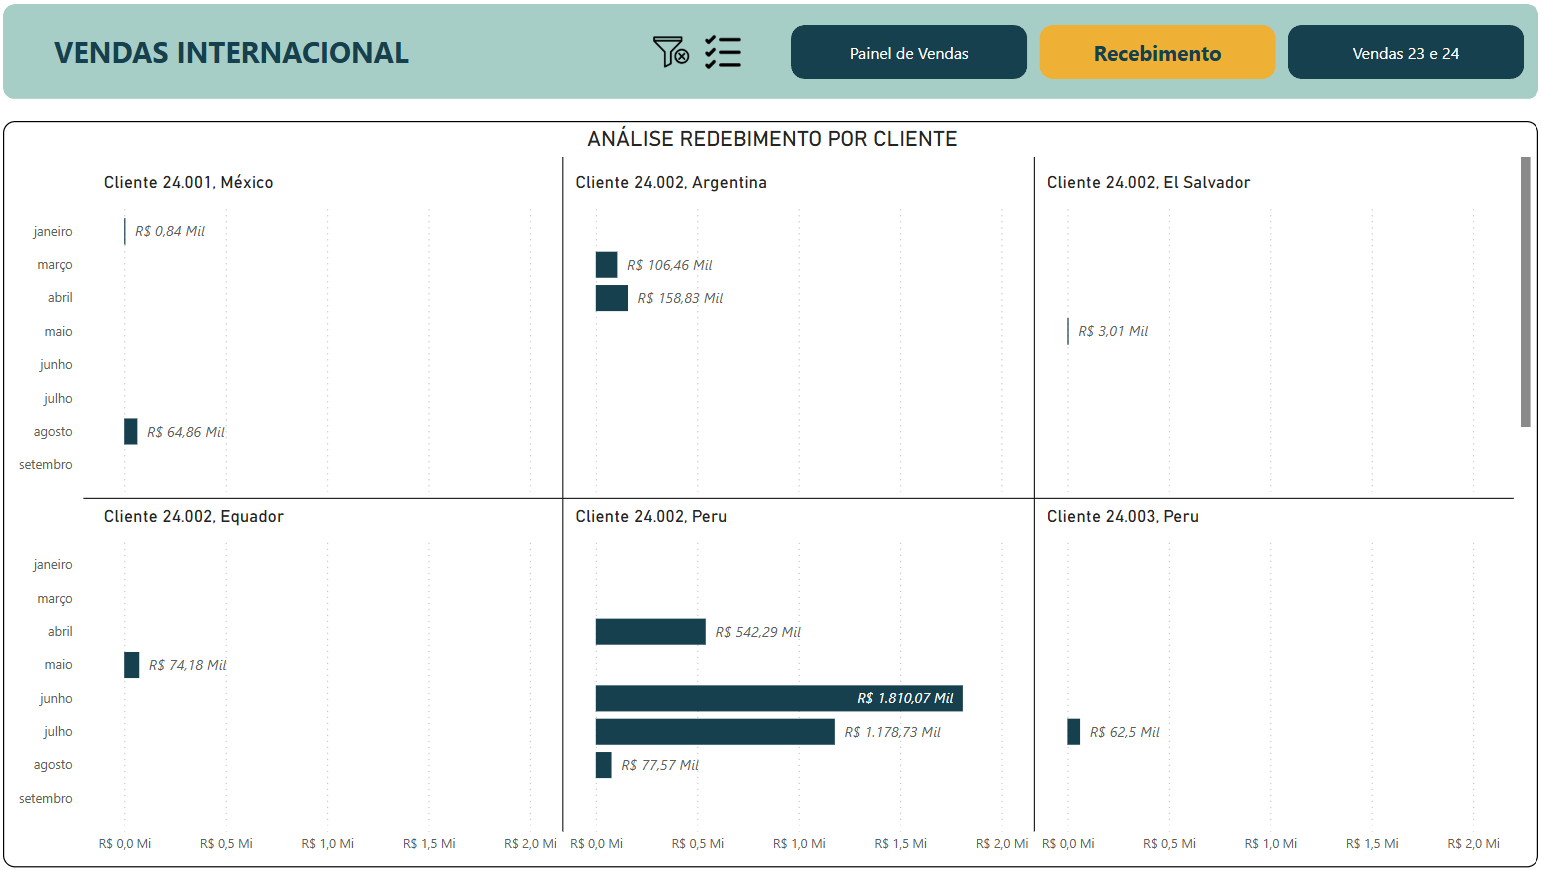 VENDAS INTERNACIONAL
Painel de Vendas
Recebimento
Vendas 23 e 24
ANÁLISE REDEBIMENTO POR CLIENTE
Cliente 24.001, México
Cliente 24.002, Argentina
Cliente 24.002, El Salvador
janeiro
R$ 0,84 Mil
março
R$ 106,46 Mil
abril
R$ 158,83 Mil
maio
R$ 3,01 Mil
junho
julho
agosto
R$ 64,86 Mil
setembro
Cliente 24.002, Equador
Cliente 24.002, Peru
Cliente 24.003, Peru
janeiro
março
abril
R$ 542,29 Mil
maio
R$ 74,18 Mil
junho
R$ 1.810,07 Mil
julho
R$ 1.178,73 Mil
R$ 62,5 Mil
agosto
R$ 77,57 Mil
setembro
R$ 0,0 Mi
R$ 0,5 Mi
R$ 1,0 Mi
R$ 1,5 Mi
R$ 2,0 Mi
R$ 0,0 Mi
R$ 0,5 Mi
R$ 1,0 Mi
R$ 1,5 Mi
R$ 2,0 Mi
R$ 0,0 Mi
R$ 0,5 Mi
R$ 1,0 Mi
R$ 1,5 Mi
R$ 2,0 Mi